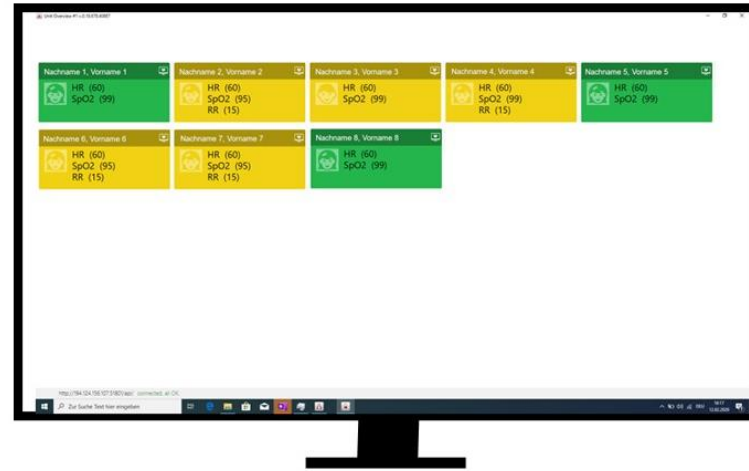 Nachname 1, Vorname 1
HR (60)
SpO2 (99)
Nachname 2, Vorname 2
HR (60)
SpO2 (95)
RR (15)
Nachname 3, Vorname 3
HR (60)
SpO2 (99)
Nachname 4, Vorname 4
HR (60)
SpO2 (99)
RR (15)
Nachname 5, Vorname 5
HR (60)
SpO2 (99)
Nachname 6, Vorname 6
HR (60)
SpO2 (95)
RR (15)
Nachname 7, Vorname 7
HR (60)
SpO2 (95)
RR (15)
Nachname 8, Vorname 8
HR (60)
SpO2 (99)
connected, all OK
Zur Suche Text hier eingeben